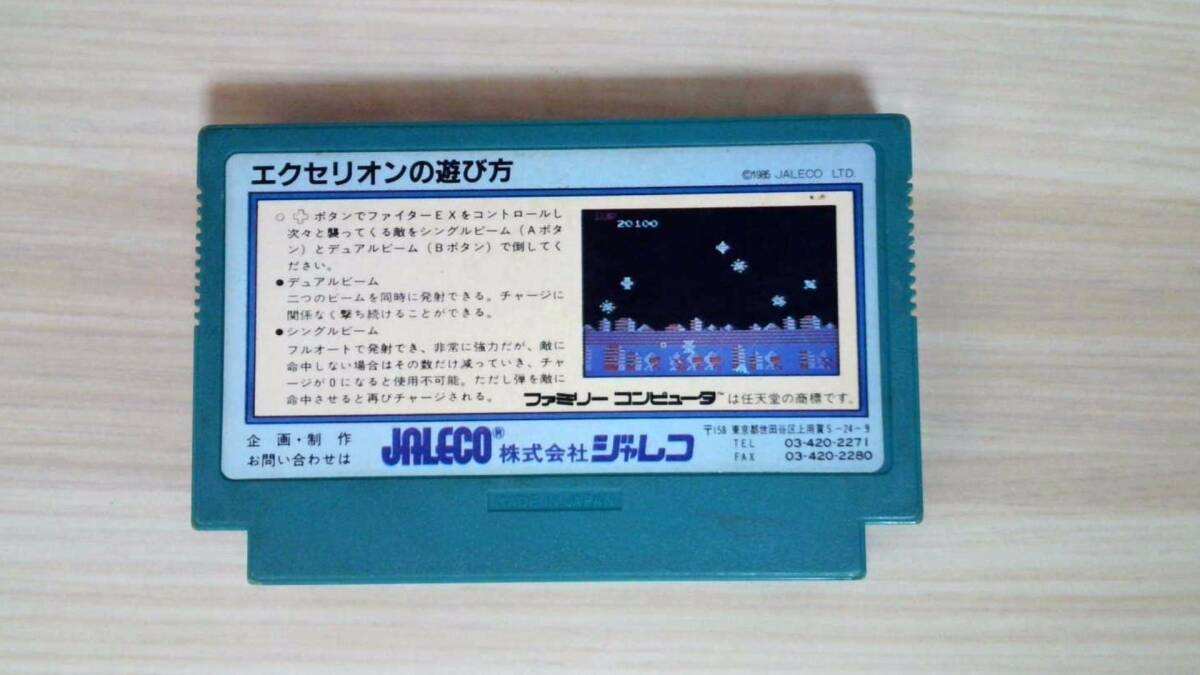 エクセリオンの遊び方
©1985 JALECO LTD.
ボタンでファイターEXをコントロールし
次々と襲ってくる敵をシングルビーム(Aボタ
ン)とデュアルビーム(Bボタン)で倒してく
ださい。
●デュアルビーム
二つのビームを同時に発射できる。チャージに
関係なく撃ち続けることができる。
●シングルビーム
フルオートで発射でき、非常に強力だが、敵に
命中しない場合はその数だけ減っていき、チャ
ージが0になると使用不可能。ただし弾を敵に
命中させると再びチャージされる。
1UP
20100
ファミリーコンピュータ™は任天堂の商標です。
企画・制作
お問い合わせは
JALECO® 株式会社ジャレコ
〒158 東京都世田谷区上用賀5-24-9
TEL 03-420-2271
FAX 03-420-2280
MADE IN JAPAN